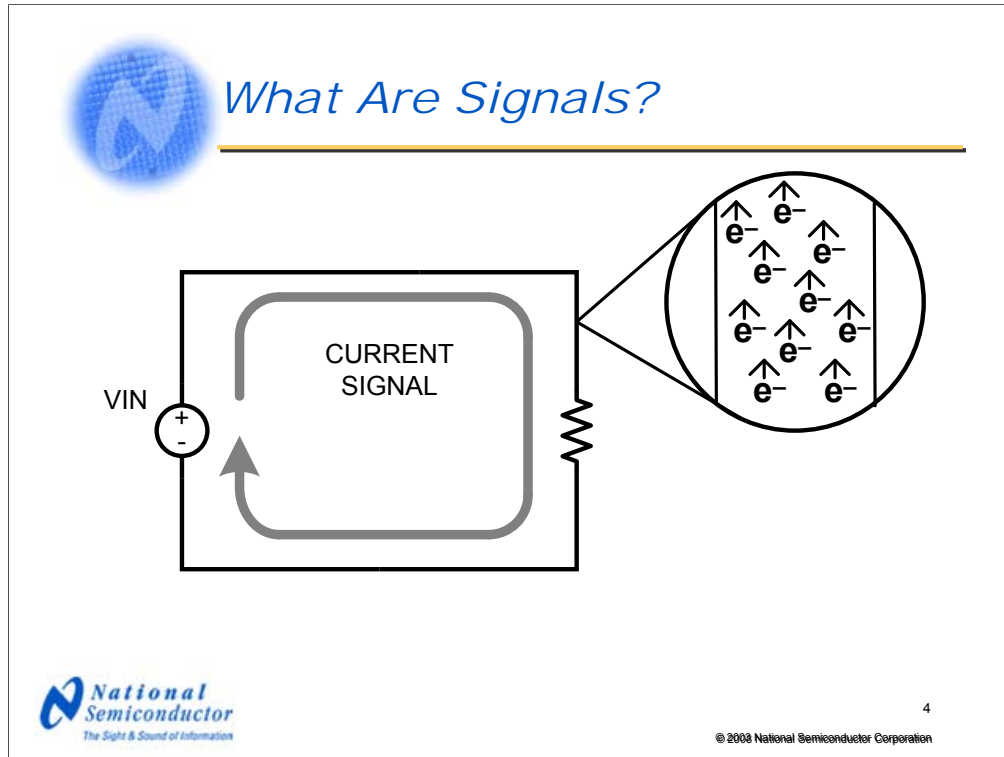 What Are Signals?
VIN
+
-
CURRENT
SIGNAL
e–
e–
e–
e–
e–
e–
e–
e–
e–
e–
National
Semiconductor
The Sight & Sound of Information
4
© 2003 National Semiconductor Corporation